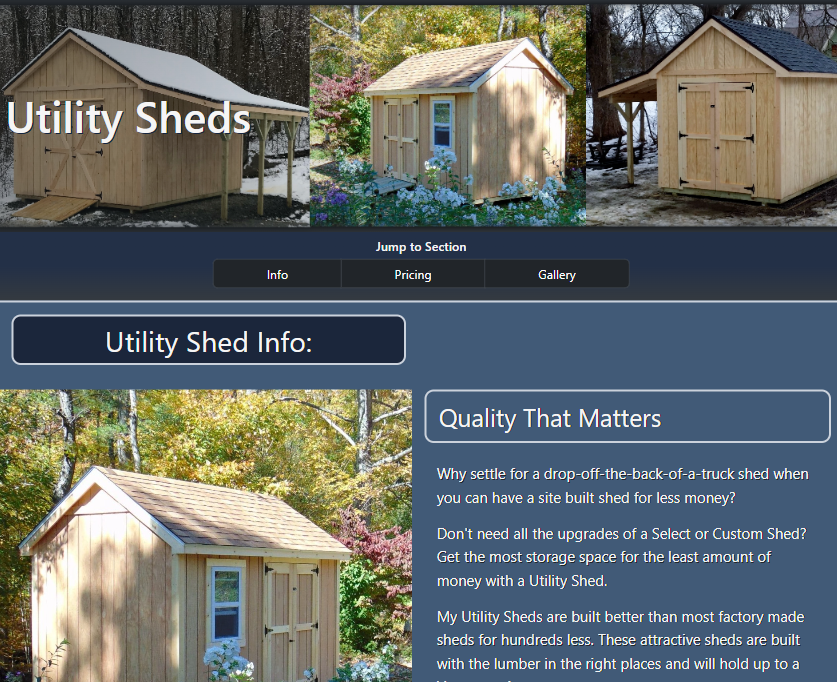 Utility Sheds
Jump to Section
Info
Pricing
Gallery
Utility Shed Info:
Quality That Matters
Why settle for a drop-off-the-back-of-a-truck shed when
you can have a site built shed for less money?
Don't need all the upgrades of a Select or Custom Shed?
Get the most storage space for the least amount of
money with a Utility Shed.
My Utility Sheds are built better than most factory made
sheds for hundreds less. These attractive sheds are built
with the lumber in the right places and will hold up to a